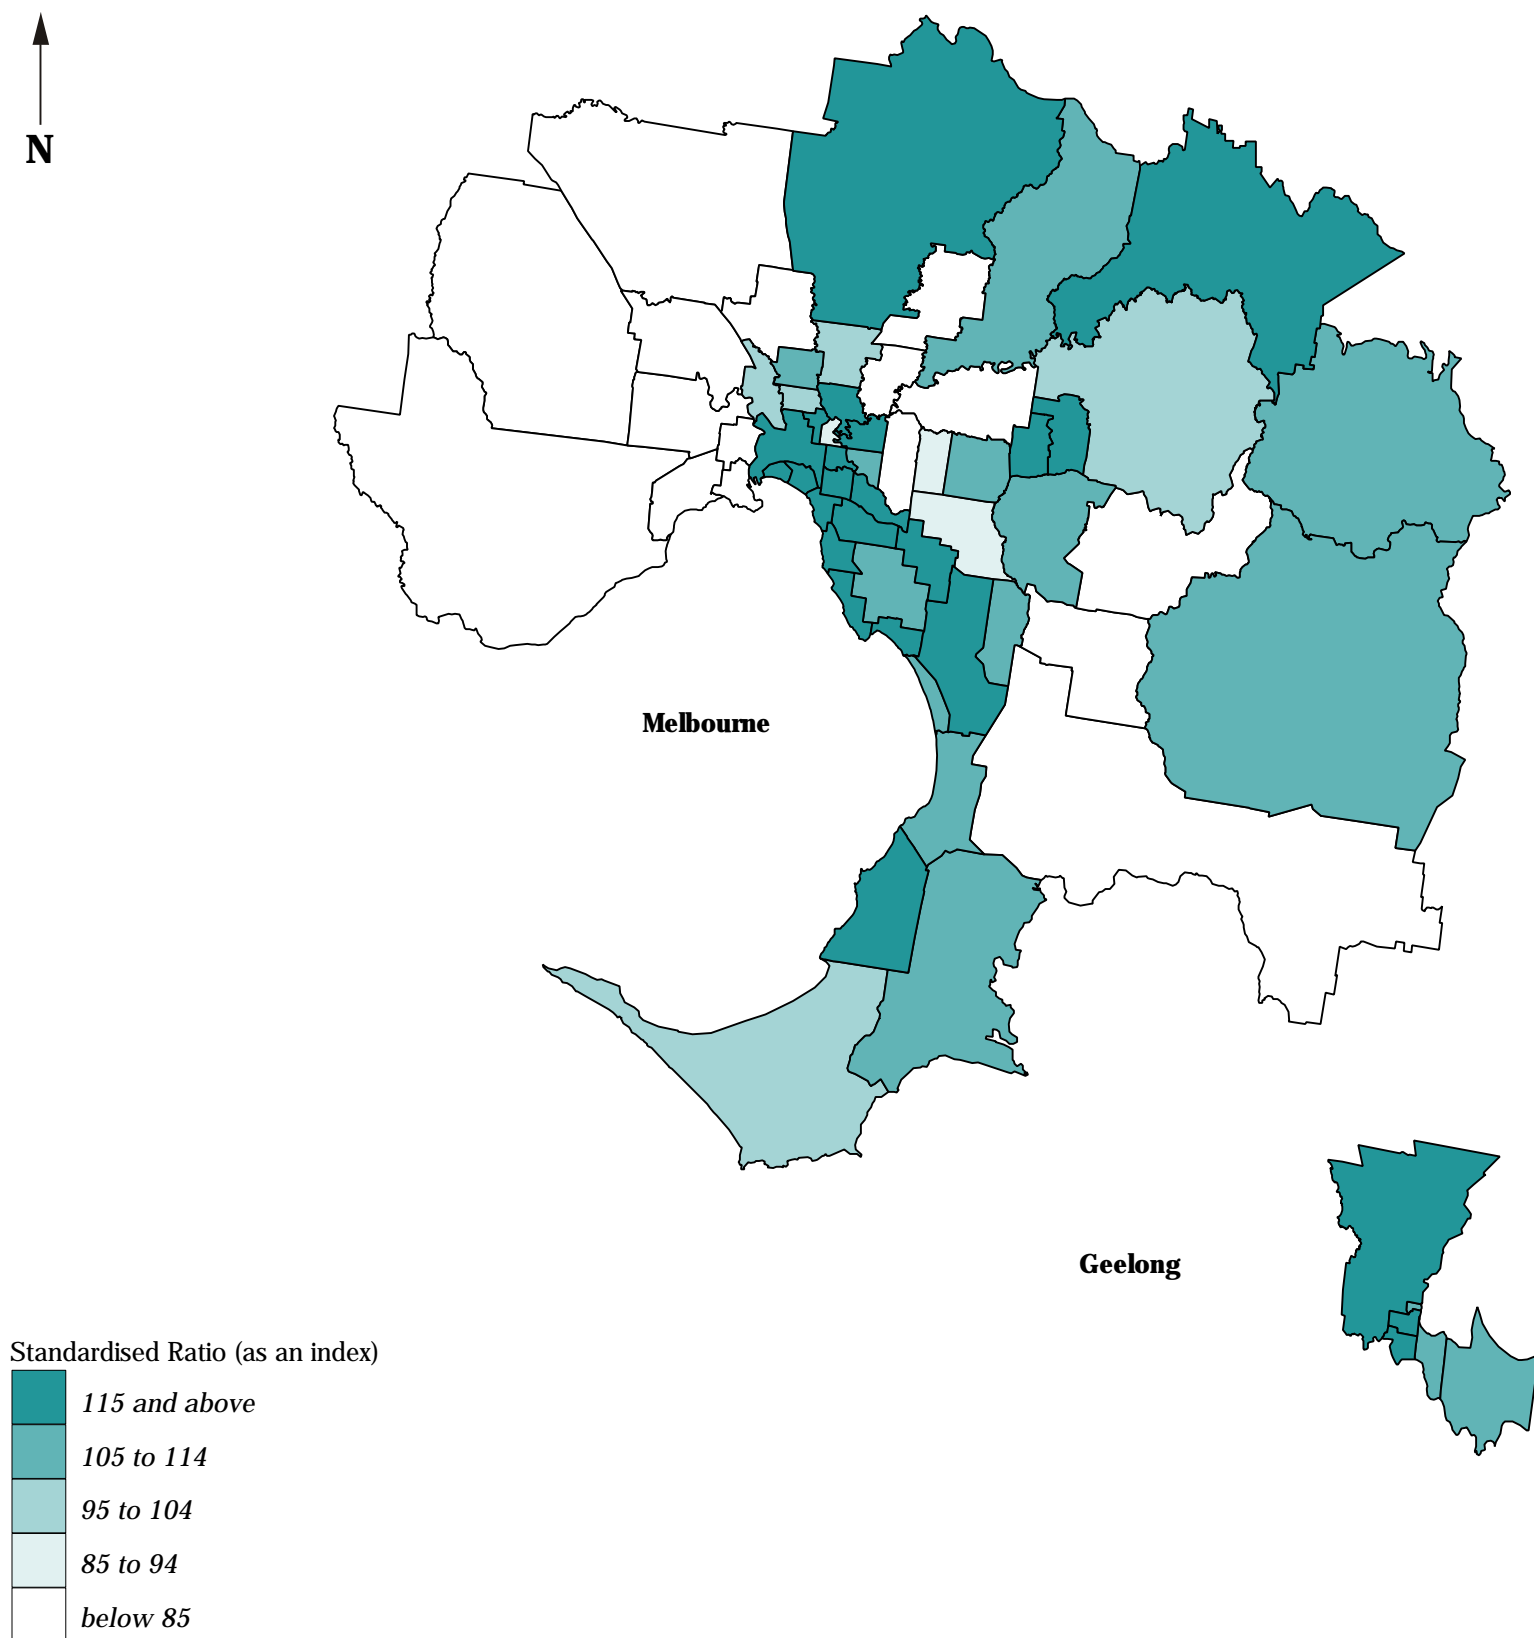 N
Melbourne
Geelong
Standardised Ratio (as an index)
115 and above
105 to 114
95 to 104
85 to 94
below 85